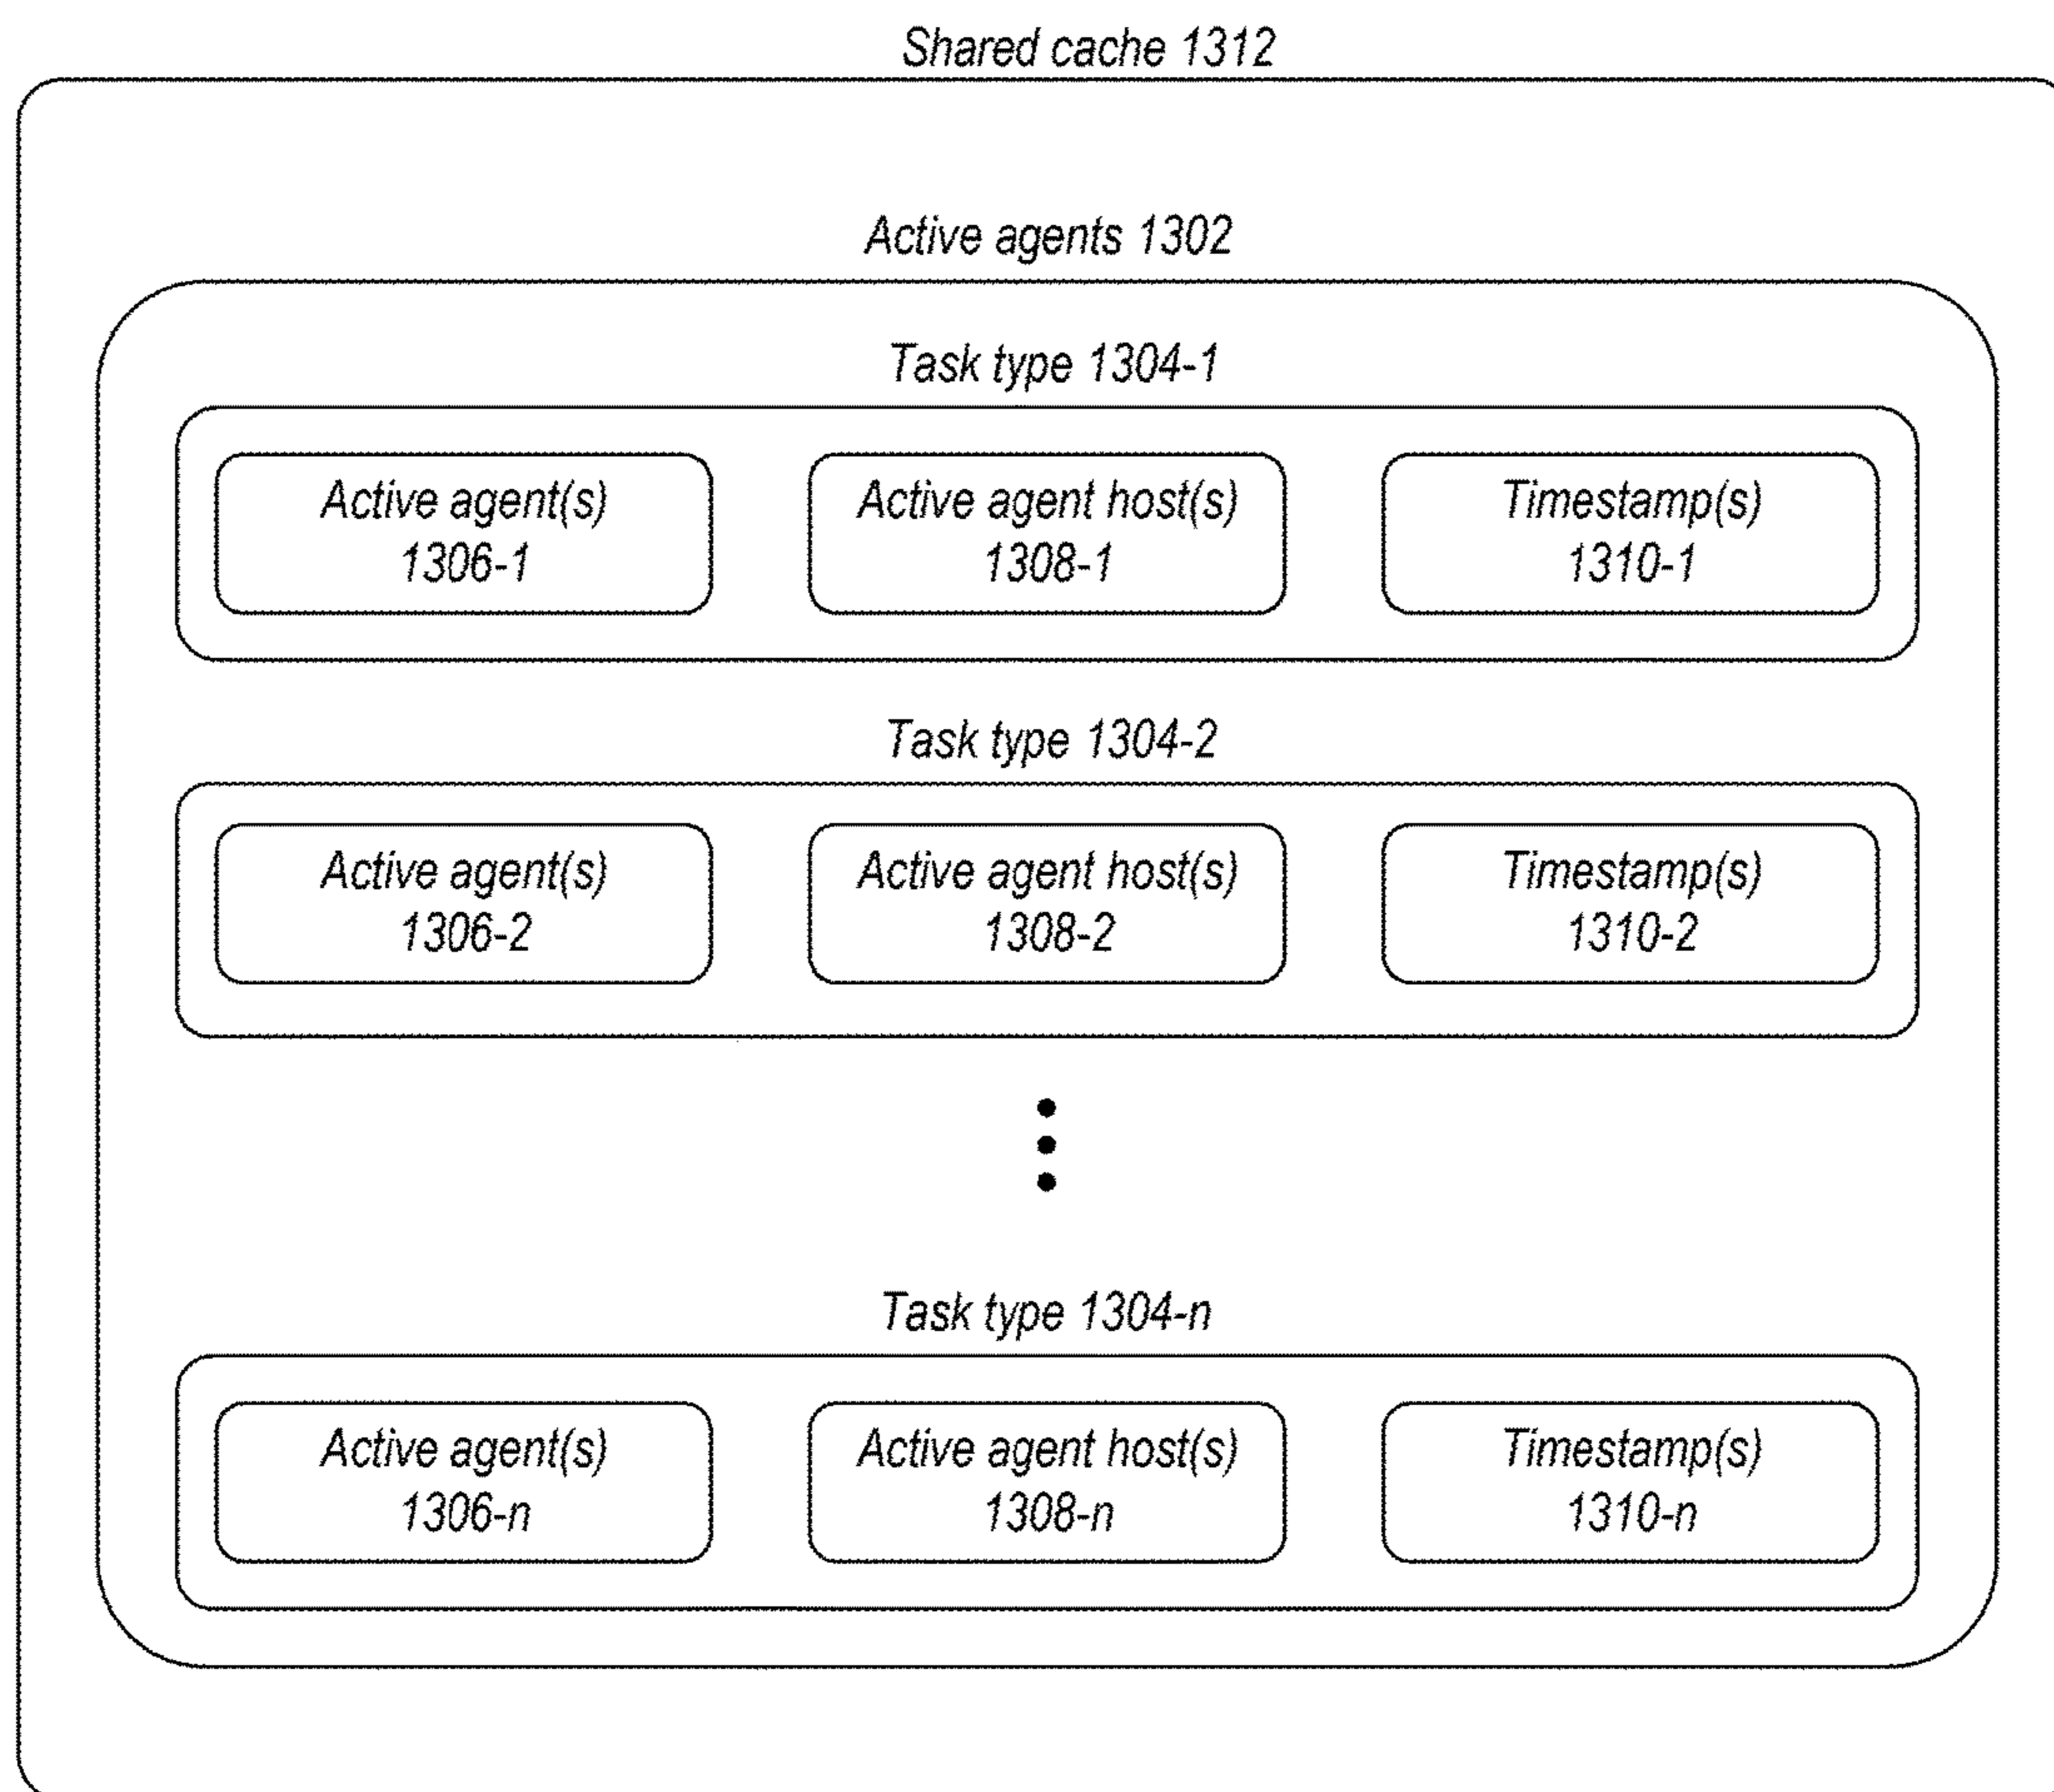 Shared cache 1312
Active agents 1302
Task type 1304-1
Active agent(s)
1306-1
Active agent host(s)
1308-1
Timestamp(s)
1310-1
Task type 1304-2
Active agent(s)
1306-2
Active agent host(s)
1308-2
Timestamp(s)
1310-2
Task type 1304-n
Active agent(s)
1306-n
Active agent host(s)
1308-n
Timestamp(s)
1310-n